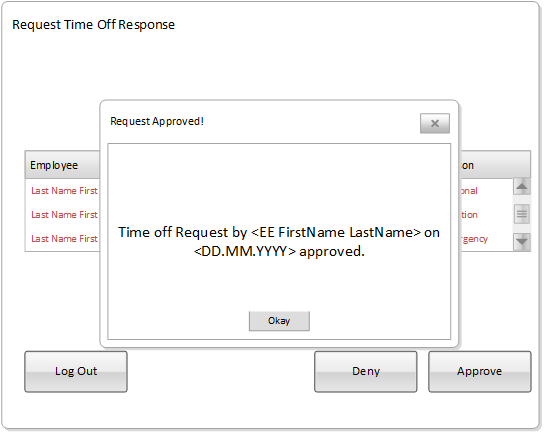 Request Time Off Response
Request Approved!
Employee
on
Last Name First
onal
Time off Request by <EE FirstName LastName> on
<DD.MM.YYYY> approved.
Last Name First
tion
Last Name First
rgency
Okay
Log Out
Deny
Approve